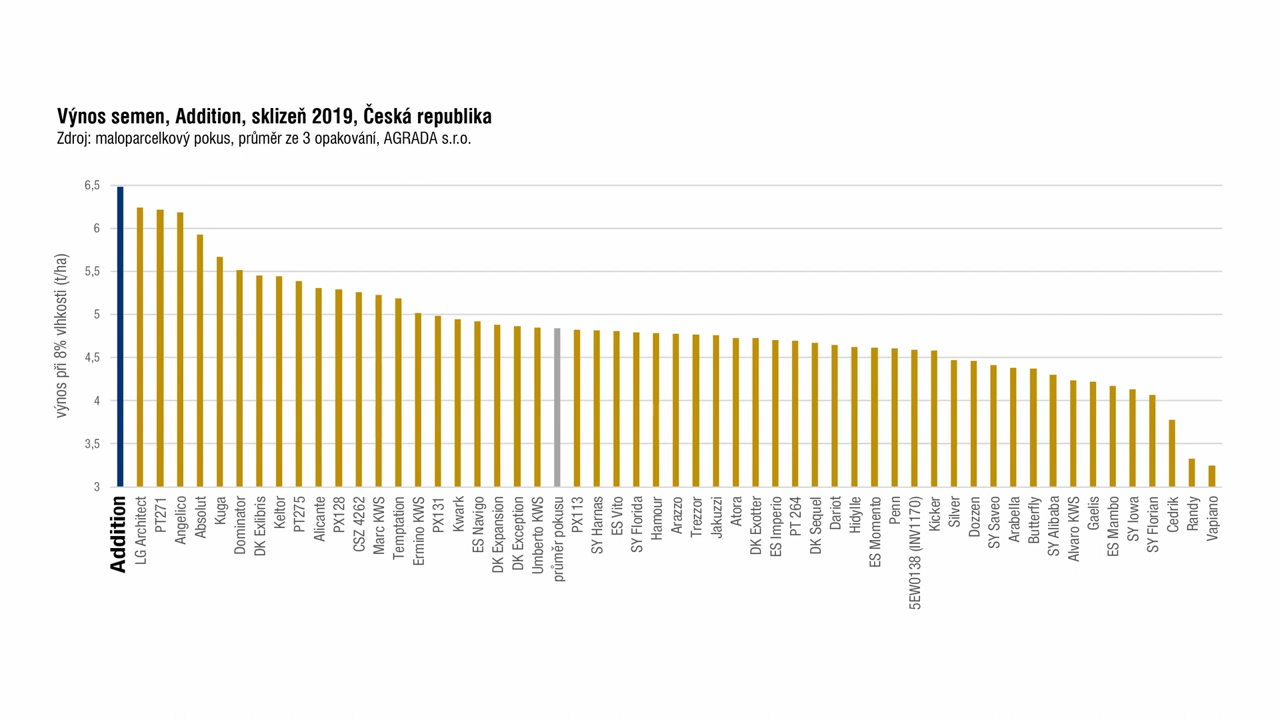 Výnos semen, Addition, sklizeň 2019, Česká republika
Zdroj: maloparcelkový pokus, průměr ze 3 opakování, AGRADA s.r.o.
výnos při 8% vlhkosti (t/ha)
6,5
6
5,5
5
4,5
4
3,5
3
Addition
LG Architect
PT271
Angelico
Absolut
Kuga
Dominator
DK Exlibris
Keltor
PT275
Alicante
PX128
CSZ 4262
Marc KWS
Temptation
Ermino KWS
PX131
Kwark
ES Navigo
DK Expansion
DK Exception
Umberto KWS
průměr pokusu
PX113
SY Harnas
ES Vito
SY Florida
Hamour
Arazzo
Trezzor
Jakuzzi
Atora
DK Exotter
ES Imperio
PT 264
DK Sequel
Dariot
Hidylle
ES Momento
Penn
5EW0138 (INV1170)
Kicker
Silver
Dozzen
SY Saveo
Arabella
Butterfly
SY Alibaba
Alvaro KWS
Gaelis
ES Mambo
SY Iowa
SY Florian
Cedrik
Randy
Vapiano